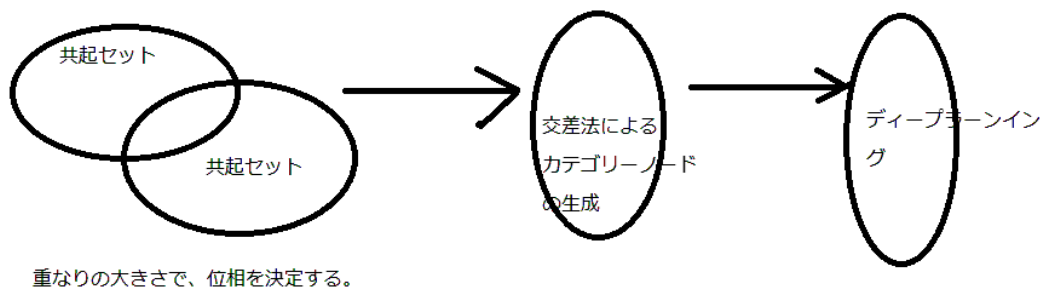 共起セット
共起セット
重なりの大きさで、位相を決定する。
交差法による
カテゴリーノード
の生成
ディープラーンイン
グ